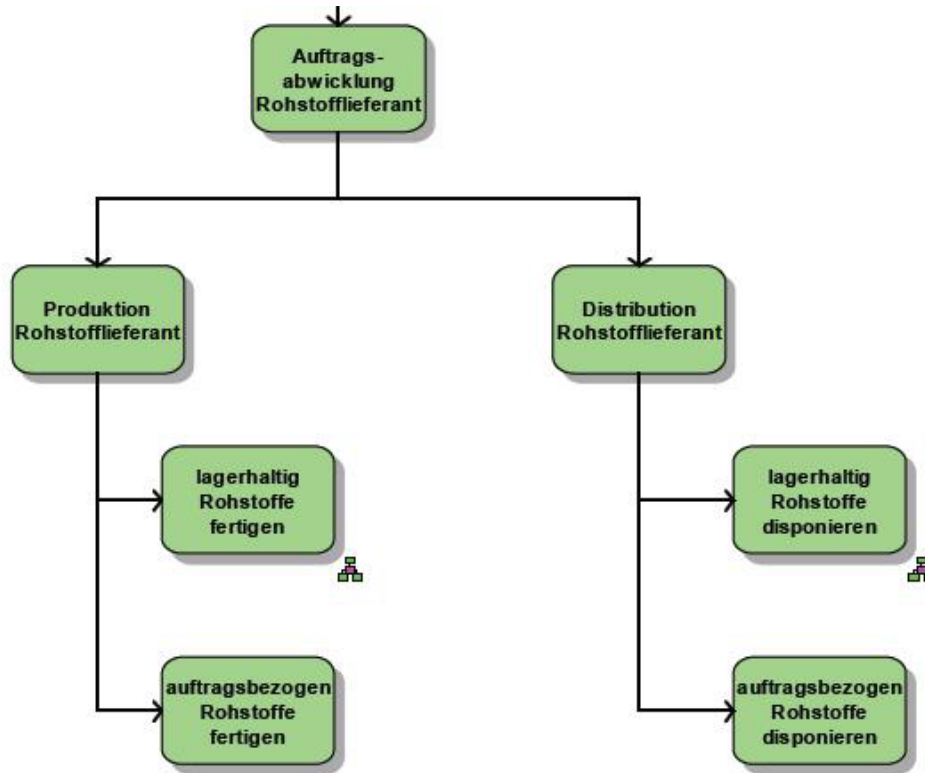 Auftrags-
abwicklung
Rohstofflieferant
Produktion
Rohstofflieferant
Distribution
Rohstofflieferant
lagerhaltig
Rohstoffe
fertigen
lagerhaltig
Rohstoffe
disponieren
auftragsbezogen
Rohstoffe
fertigen
auftragsbezogen
Rohstoffe
disponieren